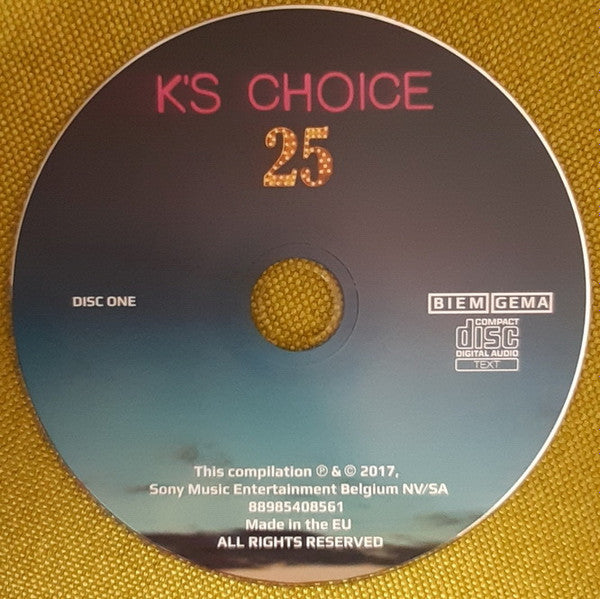 K'S CHOICE
25
DISC ONE
BIEM GEMA
COMPACT
disc
DIGITAL AUDIO
TEXT
This compilation ℗ & © 2017,
Sony Music Entertainment Belgium NV/SA
88985408561
Made in the EU
ALL RIGHTS RESERVED